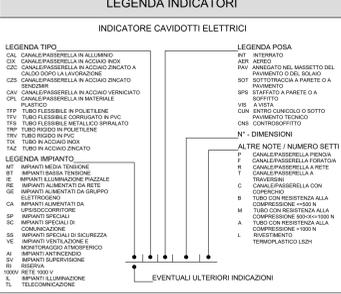 LEGENDA INDICATORI
INDICATORE CAVIDOTTI ELETTRICI
LEGENDA TIPO
CAL CANALE/PASSERELLA IN ALLUMINIO
CIX CANALE/PASSERELLA IN ACCIAIO INOX
CZC CANALE/PASSERELLA IN ACCIAIO ZINCATO A
CALDO DOPO LA LAVORAZIONE
CZS CANALE/PASSERELLA IN ACCIAIO ZINCATO
SENDZMIR
CAV CANALE/PASSERELLA IN ACCIAIO VERNICIATO
CPL CANALE/PASSERELLA IN MATERIALE
PLASTICO
TFP TUBO FLESSIBILE IN POLIETILENE
TFV TUBO FLESSIBILE CORRUGATO IN PVC
TFS TUBO FLESSIBILE METALLICO SPIRALATO
TRP TUBO RIGIDO IN POLIETILENE
TRV TUBO RIGIDO IN PVC
TIX TUBO IN ACCIAIO INOX
TAZ TUBO IN ACCIAIO ZINCATO
LEGENDA IMPIANTO
MT IMPIANTI MEDIA TENSIONE
BT IMPIANTI BASSA TENSIONE
IE IMPIANTI ILLUMINAZIONE PIAZZALE
RE IMPIANTI ALIMENTATI DA RETE
GE IMPIANTI ALIMENTATI DA GRUPPO
ELETTROGENO
CA IMPIANTI ALIMENTATI DA
UPS/SOCCORRITORE
SP IMPIANTI SPECIALI
SC IMPIANTI SPECIALI DI
COMUNICAZIONE
SS IMPIANTI SPECIALI DI SICUREZZA
VE IMPIANTI VENTILAZIONE E
MONITORAGGIO ATMOSFERICO
AI IMPIANTI ANTINCENDIO
SV IMPIANTI SUPERVISIONE
RI RISERVA
1000V RETE 1000 V
IL IMPIANTI ILLUMINAZIONE
TL TELECOMNICAZIONE
LEGENDA POSA
INT INTERRATO
AER AEREO
PAV ANNEGATO NEL MASSETTO DEL
PAVIMENTO O DEL SOLAIO
SOT SOTTOTRACCIA A PARETE O A
SOFFITTO
SPS STAFFATO A PARETE O A
SOFFITTO
VIS A VISTA
CUN ENTRO CUNICOLO O SOTTO
PAVIMENTO TECNICO
CNS CONTROSOFFITTO
N° - DIMENSIONI
ALTRE NOTE / NUMERO SETTI
P CANALE/PASSERELLA PIENO/A
F CANALE/PASSERELLA FORATO/A
R CANALE/PASSERELLA A RETE
T CANALE/PASSERELLA A
TRAVERSINI
C CANALE/PASSERELLA CON
COPERCHIO
B TUBO CON RESISTENZA ALLA
COMPRESSIONE <=500 N
M TUBO CON RESISTENZA ALLA
COMPRESSIONE 500<X<=1000 N
A TUBO CON RESISTENZA ALLA
COMPRESSIONE >1000 N
L RIVESTIMENTO
TERMOPLASTICO LSZH
EVENTUALI ULTERIORI INDICAZIONI